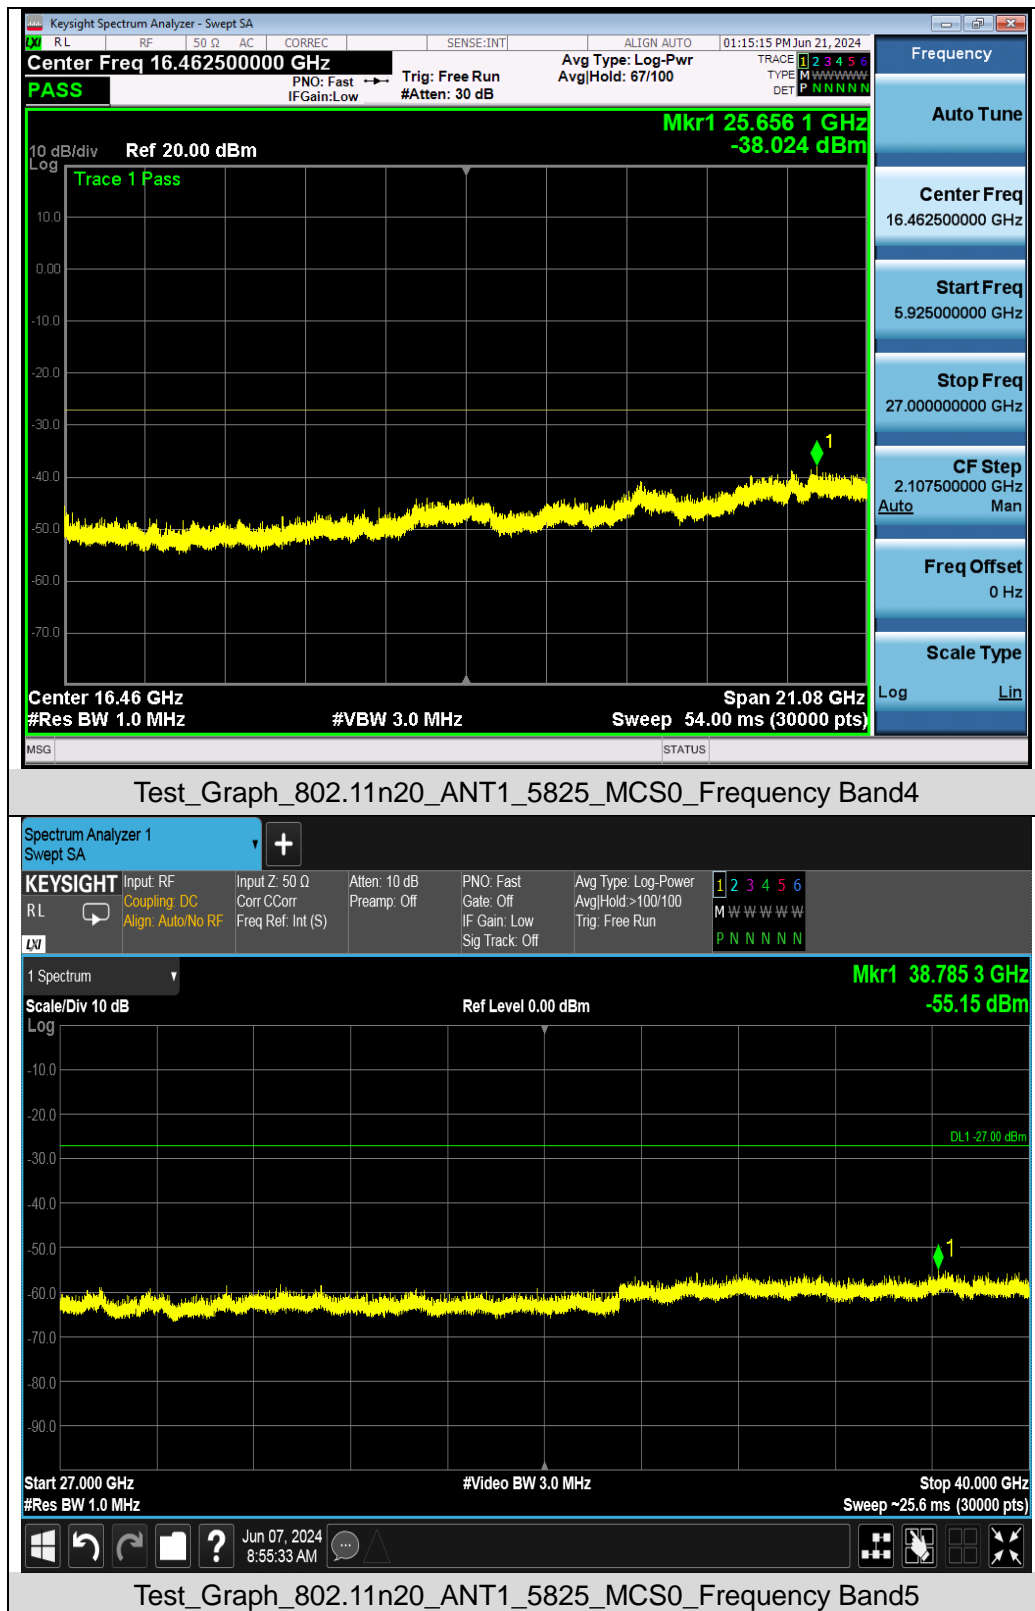 Keysight Spectrum Analyzer - Swept SA
LXI RL RF 50 Ω AC CORREC SENSE:INT ALIGN AUTO 01:15:15 PM Jun 21, 2024
Center Freq 16.462500000 GHz
PASS
PNO: Fast
IFGain:Low
Trig: Free Run
#Atten: 30 dB
Avg Type: Log-Pwr
Avg|Hold: 67/100
TRACE 1 2 3 4 5 6
TYPE M W W W W W
DET P N N N N N
Mkr1 25.656 1 GHz
-38.024 dBm
10 dB/div Ref 20.00 dBm
Log
Trace 1 Pass
10.0
0.00
-10.0
-20.0
-30.0
-40.0
-50.0
-60.0
-70.0
1
Center 16.46 GHz Span 21.08 GHz
#Res BW 1.0 MHz #VBW 3.0 MHz Sweep 54.00 ms (30000 pts)
MSG STATUS
Frequency
Auto Tune
Center Freq
16.462500000 GHz
Start Freq
5.925000000 GHz
Stop Freq
27.000000000 GHz
CF Step
2.107500000 GHz
Auto Man
Freq Offset
0 Hz
Scale Type
Log Lin
Test_Graph_802.11n20_ANT1_5825_MCS0_Frequency Band4
Spectrum Analyzer 1
Swept SA
+
KEYSIGHT
RL
LXI
Input: RF
Coupling: DC
Align: Auto/No RF
Input Z: 50 Ω
Corr CCorr
Freq Ref: Int (S)
Atten: 10 dB
Preamp: Off
PNO: Fast
Gate: Off
IF Gain: Low
Sig Track: Off
Avg Type: Log-Power
Avg|Hold:>100/100
Trig: Free Run
1 2 3 4 5 6
M W W W W W
P N N N N N
1 Spectrum
Scale/Div 10 dB
Log
Ref Level 0.00 dBm
Mkr1 38.785 3 GHz
-55.15 dBm
-10.0
-20.0
-30.0
-40.0
-50.0
-60.0
-70.0
-80.0
-90.0
DL1 -27.00 dBm
1
Start 27.000 GHz #Video BW 3.0 MHz Stop 40.000 GHz
#Res BW 1.0 MHz Sweep ~25.6 ms (30000 pts)
?
Jun 07, 2024
8:55:33 AM
Test_Graph_802.11n20_ANT1_5825_MCS0_Frequency Band5